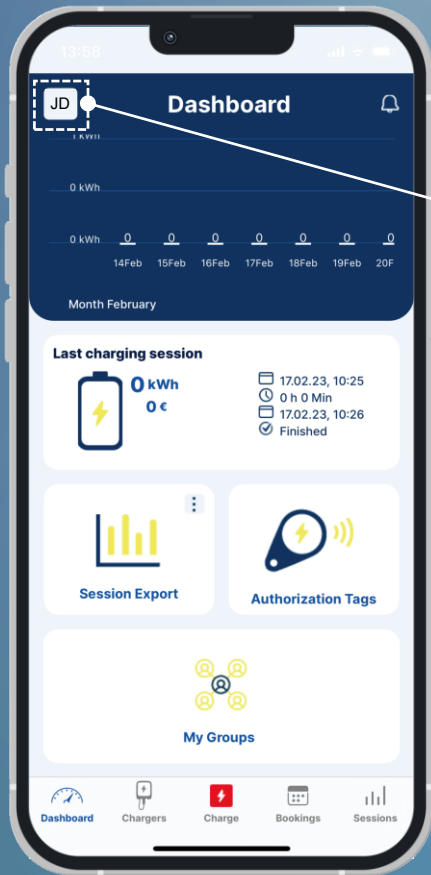 13:58
JD
Dashboard
1 kWh
0 kWh
0 kWh
0 0 0 0 0 0 0
14Feb 15Feb 16Feb 17Feb 18Feb 19Feb 20F
Month February
Last charging session
0 kWh
0 €
17.02.23, 10:25
0 h 0 Min
17.02.23, 10:26
Finished
Session Export
Authorization Tags
My Groups
Dashboard Chargers Charge Bookings Sessions